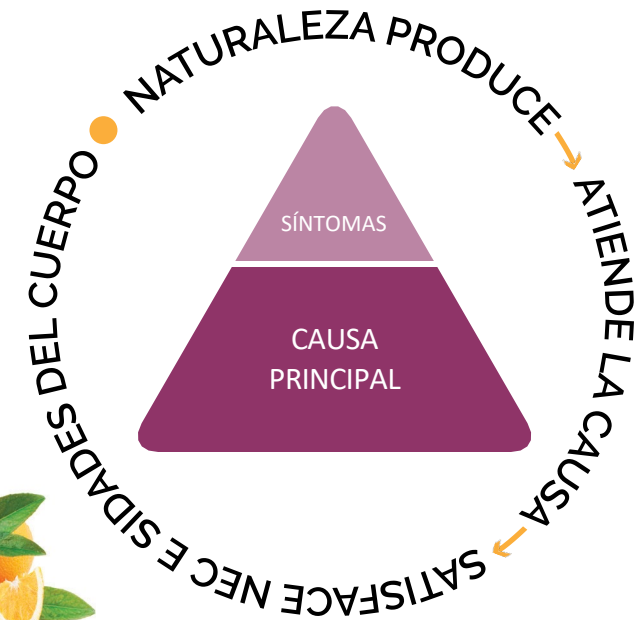 NATURALEZA PRODUCE → ATIENDE LA CAUSA → SATISFACE NEC E SIDADES DEL CUERPO
SÍNTOMAS
CAUSA
PRINCIPAL